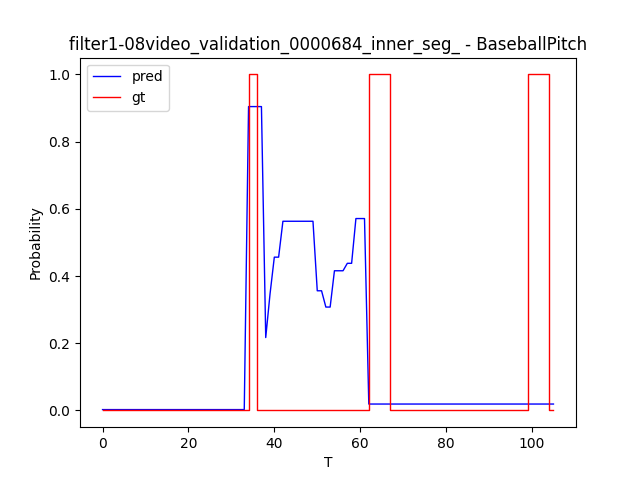 filter1-08video_validation_0000684_inner_seg_ - BaseballPitch
pred
gt
1.0
0.8
0.6
0.4
0.2
0.0
Probability
0 20 40 60 80 100
T